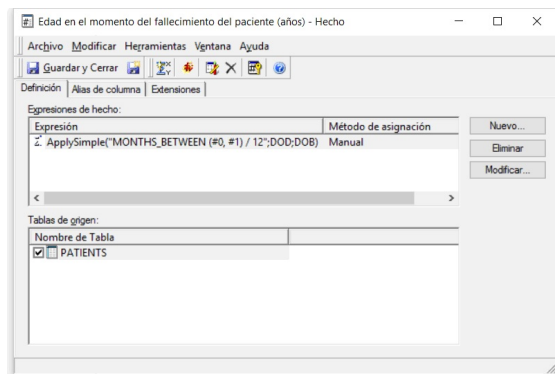 Edad en el momento del fallecimiento del paciente (años) - Hecho
Archivo Modificar Herramientas Ventana Ayuda
Guardar y Cerrar
Definición Alias de columna Extensiones
Expresiones de hecho:
Expresión Método de asignación
ApplySimple("MONTHS_BETWEEN (#0, #1) / 12";DOD;DOB) Manual
Nuevo...
Eliminar
Modificar...
Tablas de origen:
Nombre de Tabla
PATIENTS